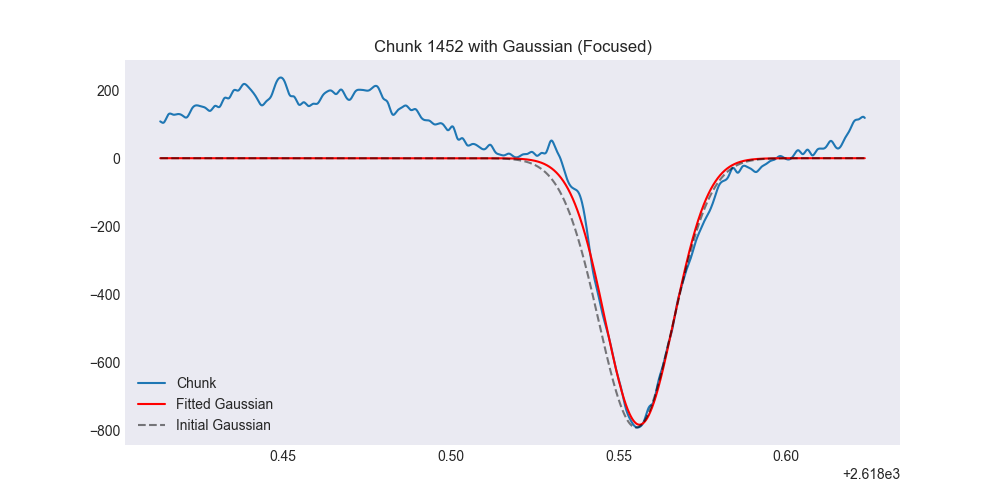 Chunk 1452 with Gaussian (Focused)
200
0
−200
−400
−600
−800
Chunk
Fitted Gaussian
Initial Gaussian
0.45 0.50 0.55 0.60
+2.618e3